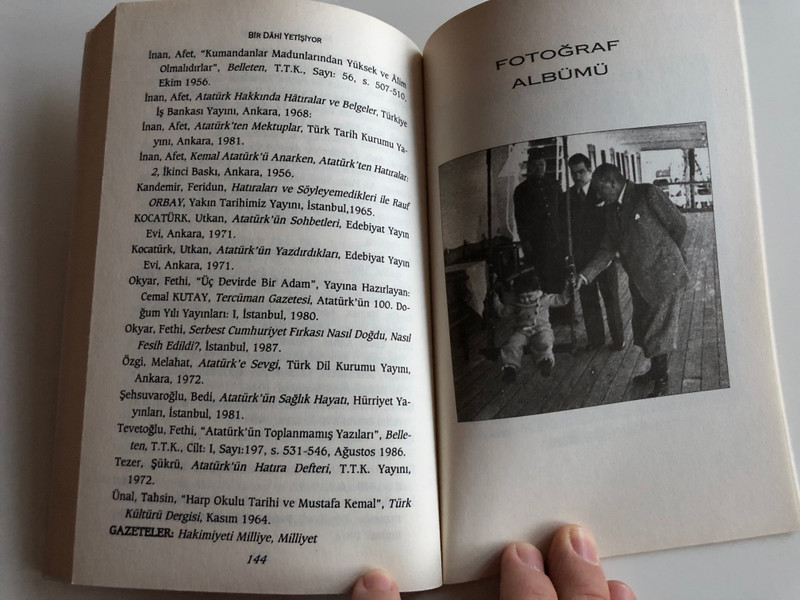 BİR DÂHİ YETİŞİYOR
İnan, Afet, “Kumandanlar Madunlarından Yüksek ve Âlim
Olmalıdırlar”, Belleten, T.T.K., Sayı: 56, s. 507-510,
Ekim 1956.
İnan, Afet, Atatürk Hakkında Hâtıralar ve Belgeler, Türkiye
İş Bankası Yayını, Ankara, 1968:
İnan, Afet, Atatürk'ten Mektuplar, Türk Tarih Kurumu Ya-
yını, Ankara, 1981.
İnan, Afet, Kemal Atatürk'ü Anarken, Atatürk'ten Hatıralar:
2, İkinci Baskı, Ankara, 1956.
Kandemir, Feridun, Hatıraları ve Söyleyemedikleri ile Rauf
ORBAY, Yakın Tarihimiz Yayını, İstanbul,1965.
KOCATÜRK, Utkan, Atatürk'ün Sohbetleri, Edebiyat Yayın
Evi, Ankara, 1971.
Kocatürk, Utkan, Atatürk'ün Yazdırdıkları, Edebiyat Yayın
Evi, Ankara, 1971.
Okyar, Fethi, “Üç Devirde Bir Adam”, Yayına Hazırlayan:
Cemal KUTAY, Tercüman Gazetesi, Atatürk'ün 100. Do-
ğum Yılı Yayınları: I, İstanbul, 1980.
Okyar, Fethi, Serbest Cumhuriyet Fırkası Nasıl Doğdu, Nasıl
Fesih Edildi?, İstanbul, 1987.
Özgi, Melahat, Atatürk'e Sevgi, Türk Dil Kurumu Yayını,
Ankara, 1972.
Şehsuvaroğlu, Bedi, Atatürk'ün Sağlık Hayatı, Hürriyet Ya-
yınları, İstanbul, 1981.
Tevetoğlu, Fethi, “Atatürk'ün Toplanmamış Yazıları”, Belle-
ten, T.T.K., Cilt: I, Sayı:197, s. 531-546, Ağustos 1986.
Tezer, Şükrü, Atatürk'ün Hatıra Defteri, T.T.K. Yayını,
1972.
Ünal, Tahsin, “Harp Okulu Tarihi ve Mustafa Kemal”, Türk
Kültürü Dergisi, Kasım 1964.
GAZETELER: Hakimiyeti Milliye, Milliyet
144
FOTOĞRAF
ALBÜMÜ